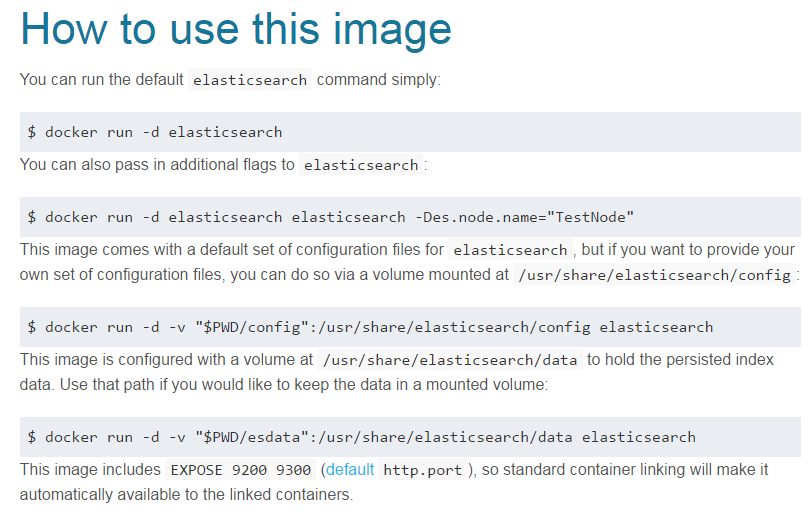 How to use this image
You can run the default elasticsearch command simply:
$ docker run -d elasticsearch
You can also pass in additional flags to elasticsearch :
$ docker run -d elasticsearch elasticsearch -Des.node.name="TestNode"
This image comes with a default set of configuration files for elasticsearch , but if you want to provide your
own set of configuration files, you can do so via a volume mounted at /usr/share/elasticsearch/config :
$ docker run -d -v "$PWD/config":/usr/share/elasticsearch/config elasticsearch
This image is configured with a volume at /usr/share/elasticsearch/data to hold the persisted index
data. Use that path if you would like to keep the data in a mounted volume:
$ docker run -d -v "$PWD/esdata":/usr/share/elasticsearch/data elasticsearch
This image includes EXPOSE 9200 9300 (default http.port ), so standard container linking will make it
automatically available to the linked containers.